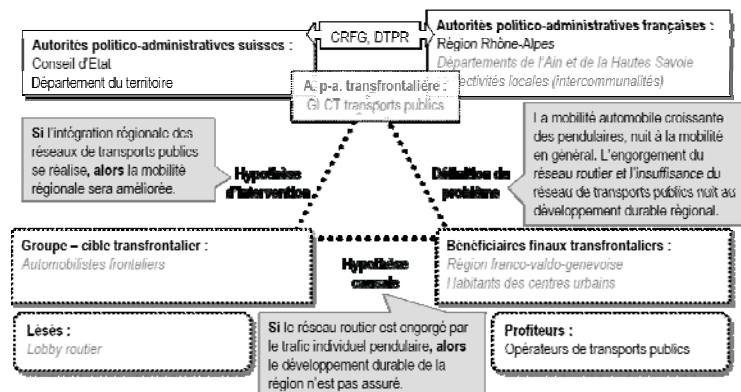 Autorités politico-administratives suisses :
Conseil d'Etat
Département du territoire
CRFG, DTPR
Autorités politico-administratives françaises :
Région Rhône-Alpes
Départements de l'Ain et de la Hautes Savoie
ectivités locales (intercommunalités)
A. p-a. transfrontalière :
GLCT transports publics
Si l'intégration régionale des
réseaux de transports publics
se réalise, alors la mobilité
régionale sera améliorée.
Hypothèse
d'intervention
Définition de
problème
La mobilité automobile croissante
des pendulaires, nuit à la mobilité
en général. L'engorgement du
réseau routier et l'insuffisance du
réseau de transports publics nuit au
développement durable régional.
Groupe – cible transfrontalier :
Automobilistes frontaliers
Hypothèse
causale
Bénéficiaires finaux transfrontaliers :
Région franco-valdo-genevoise
Habitants des centres urbains
Lésés :
Lobby routier
Si le réseau routier est engorgé par
le trafic individuel pendulaire, alors
le développement durable de la
région n'est pas assuré.
Profiteurs :
Opérateurs de transports publics